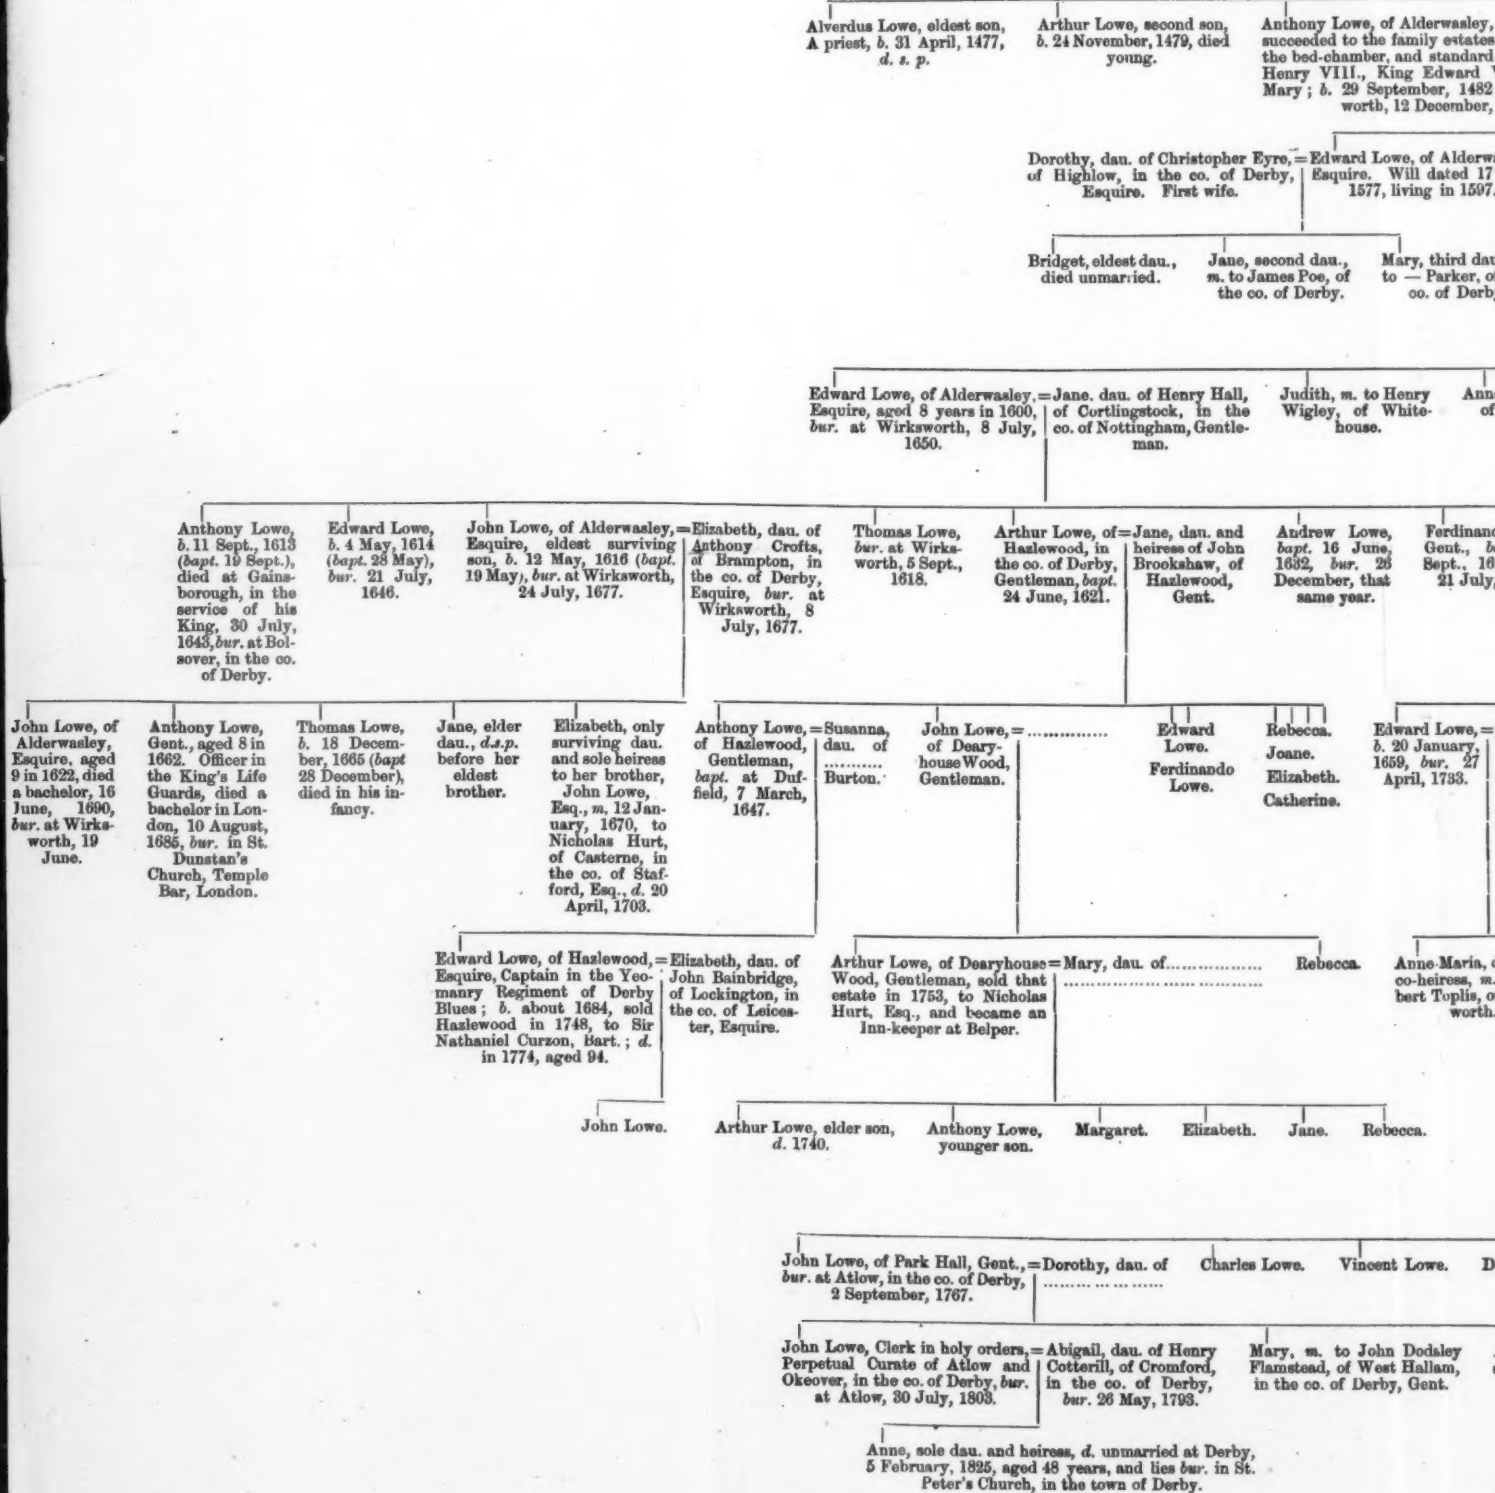 Alverdus Lowe, eldest son,
A priest, b. 31 April, 1477,
d. s. p.
Arthur Lowe, second son,
b. 24 November, 1479, died
young.
Anthony Lowe, of Alderwasley,
succeeded to the family estates
the bed-chamber, and standard
Henry VIII., King Edward
Mary; b. 29 September, 1482
worth, 12 December,
Dorothy, dau. of Christopher Eyre,=
of Highlow, in the co. of Derby,
Esquire. First wife.
Edward Lowe, of Alderw
Esquire. Will dated 17
1577, living in 1597.
Bridget, eldest dau.,
died unmarried.
Jane, second dau.,
m. to James Poe, of
the co. of Derby.
Mary, third dau
to — Parker, o
co. of Derb
Edward Lowe, of Alderwasley,=
Esquire, aged 8 years in 1600,
bur. at Wirksworth, 8 July,
1650.
Jane. dau. of Henry Hall,
of Cortlingstock, in the
co. of Nottingham, Gentle-
man.
Judith, m. to Henry
Wigley, of White-
house.
Ann
of
Anthony Lowe,
b. 11 Sept., 1613
(bapt. 19 Sept.),
died at Gains-
borough, in the
service of his
King, 30 July,
1643, bur. at Bol-
sover, in the co.
of Derby.
Edward Lowe,
b. 4 May, 1614
(bapt. 28 May),
bur. 21 July,
1646.
John Lowe, of Alderwasley,=
Esquire, eldest surviving
son, b. 12 May, 1616 (bapt.
19 May), bur. at Wirksworth,
24 July, 1677.
Elizabeth, dau. of
Anthony Crofts,
of Brampton, in
the co. of Derby,
Esquire, bur. at
Wirksworth, 8
July, 1677.
Thomas Lowe,
bur. at Wirks-
worth, 5 Sept.,
1618.
Arthur Lowe, of=
Hazlewood, in
the co. of Derby,
Gentleman, bapt.
24 June, 1621.
Jane, dau. and
heiress of John
Brookshaw, of
Hazlewood,
Gent.
Andrew Lowe,
bapt. 16 June,
1632, bur. 26
December, that
same year.
Ferdinand
Gent., b
Sept., 16
21 July,
John Lowe, of
Alderwasley,
Esquire, aged
9 in 1622, died
a bachelor, 16
June, 1690,
bur. at Wirks-
worth, 19
June.
Anthony Lowe,
Gent., aged 8 in
1662. Officer in
the King's Life
Guards, died a
bachelor in Lon-
don, 10 August,
1685, bur. in St.
Dunstan's
Church, Temple
Bar, London.
Thomas Lowe,
b. 18 Decem-
ber, 1665 (bapt
28 December),
died in his in-
fancy.
Jane, elder
dau., d.s.p.
before her
eldest
brother.
Elizabeth, only
surviving dau.
and sole heiress
to her brother,
John Lowe,
Esq., m, 12 Jan-
uary, 1670, to
Nicholas Hurt,
of Casterne, in
the co. of Staf-
ford, Esq., d. 20
April, 1703.
Anthony Lowe,=
of Hazlewood,
Gentleman,
bapt. at Duf-
field, 7 March,
1647.
Susanna,
dau. of
..........
Burton.
John Lowe,=..............
of Deary-
house Wood,
Gentleman.
Edward
Lowe.
Ferdinando
Lowe.
Rebecca.
Joane.
Elizabeth.
Catherine.
Edward Lowe,=
b. 20 January,
1659, bur. 27
April, 1733.
Edward Lowe, of Hazlewood,=
Esquire, Captain in the Yeo-
manry Regiment of Derby
Blues; b. about 1684, sold
Hazlewood in 1748, to Sir
Nathaniel Curzon, Bart.; d.
in 1774, aged 94.
Elizabeth, dau. of
John Bainbridge,
of Lockington, in
the co. of Leices-
ter, Esquire.
Arthur Lowe, of Dearyhouse=
Wood, Gentleman, sold that
estate in 1753, to Nicholas
Hurt, Esq., and became an
Inn-keeper at Belper.
Mary, dau. of.................
...................................
Rebecca.
Anne-Maria,
co-heiress, m.
bert Toplis, o
worth.
John Lowe.
Arthur Lowe, elder son,
d. 1740.
Anthony Lowe,
younger son.
Margaret.
Elizabeth.
Jane.
Rebecca.
John Lowe, of Park Hall, Gent.,=
bur. at Atlow, in the co. of Derby,
2 September, 1767.
Dorothy, dau. of
.....................
Charles Lowe.
Vincent Lowe.
D
John Lowe, Clerk in holy orders,=
Perpetual Curate of Atlow and
Okeover, in the co. of Derby, bur.
at Atlow, 30 July, 1803.
Abigail, dau. of Henry
Cotterill, of Cromford,
in the co. of Derby,
bur. 26 May, 1793.
Mary, m. to John Dodsley
Flamstead, of West Hallam,
in the co. of Derby, Gent.
Anne, sole dau. and heiress, d. unmarried at Derby,
5 February, 1825, aged 48 years, and lies bur. in St.
Peter's Church, in the town of Derby.